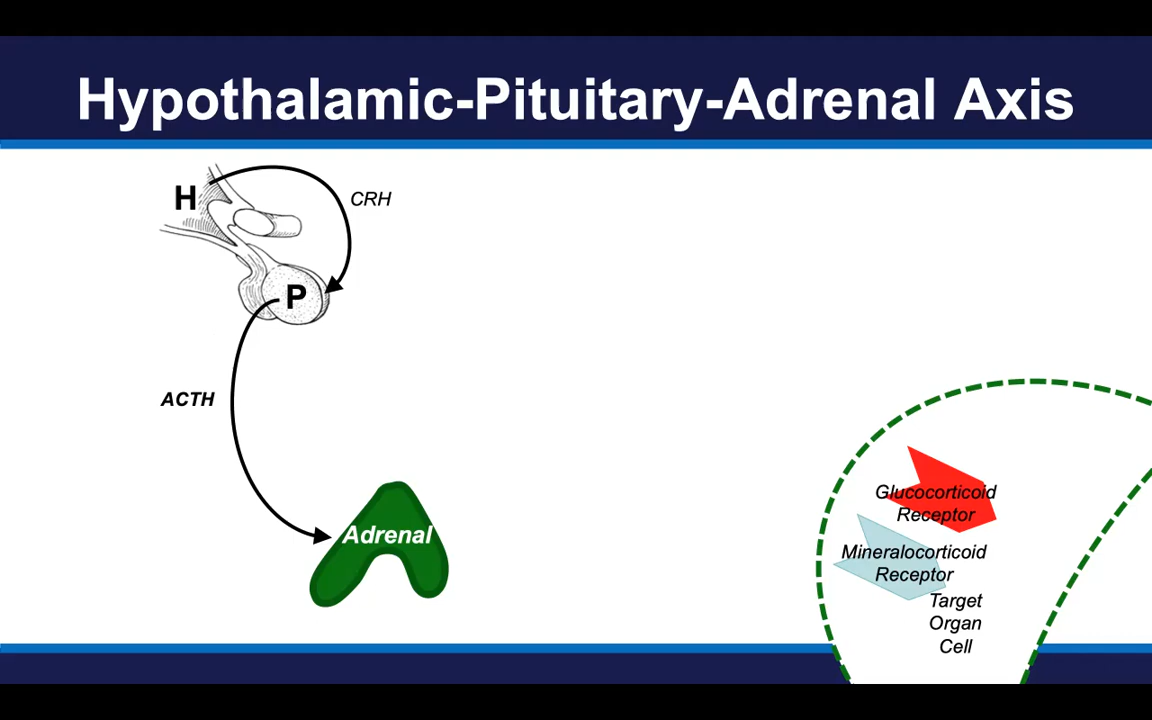 Hypothalamic-Pituitary-Adrenal Axis
H
CRH
P
ACTH
Adrenal
Glucocorticoid
Receptor
Mineralocorticoid
Receptor
Target
Organ
Cell